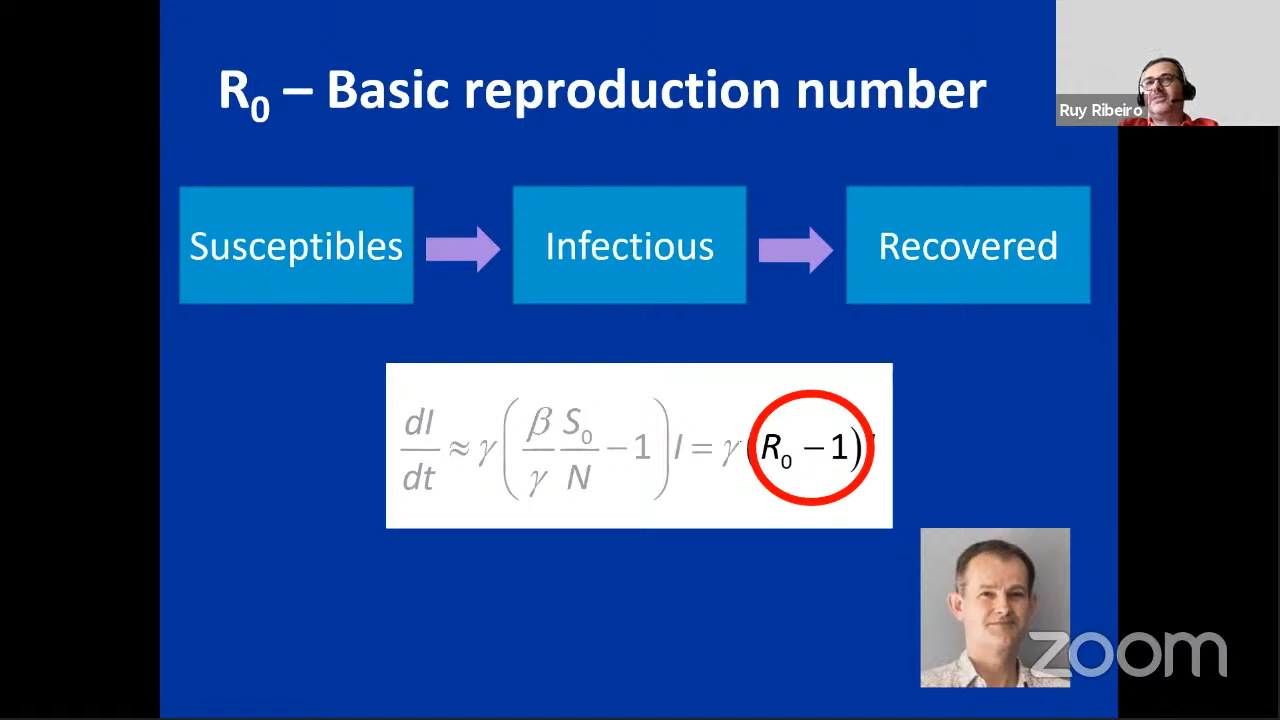 R₀ – Basic reproduction number
Ruy Ribeiro
Susceptibles
Infectious
Recovered
dI/dt ≈ γ(β/γ S₀/N − 1)I = γ(R₀ − 1)I
zoom